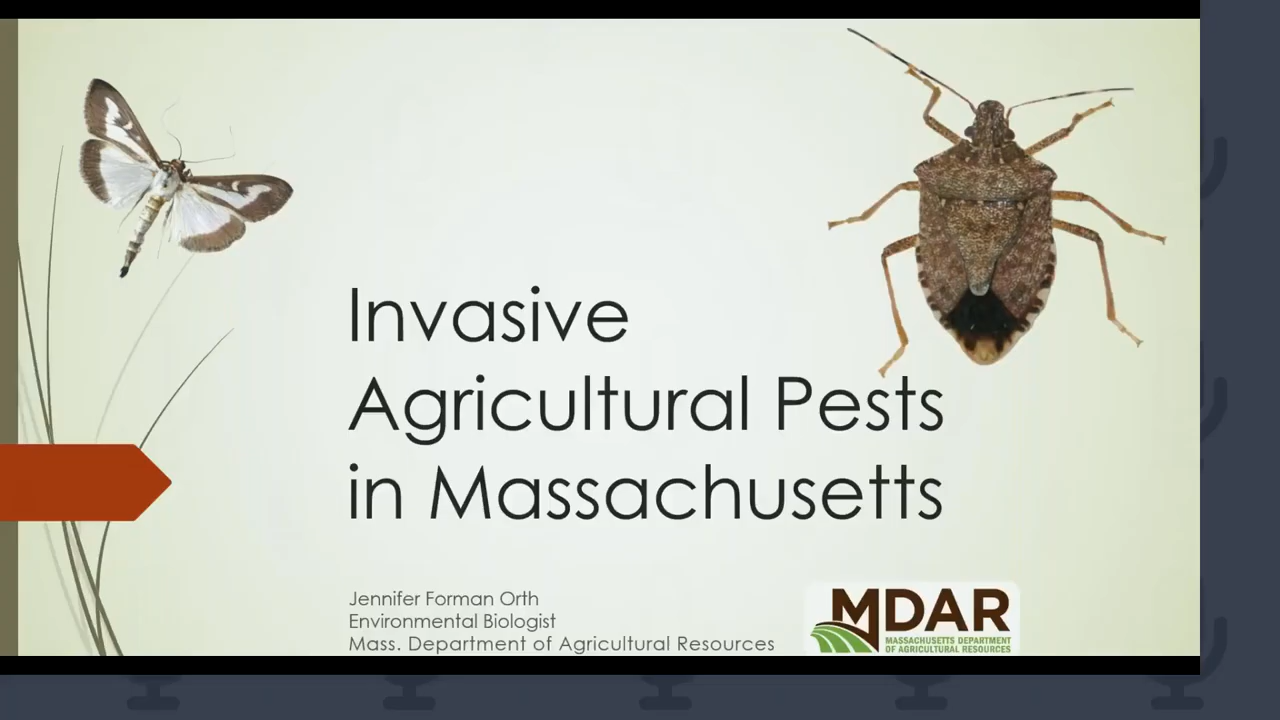 Invasive
Agricultural Pests
in Massachusetts
Jennifer Forman Orth
Environmental Biologist
Mass. Department of Agricultural Resources
MDAR
MASSACHUSETTS DEPARTMENT
OF AGRICULTURAL RESOURCES